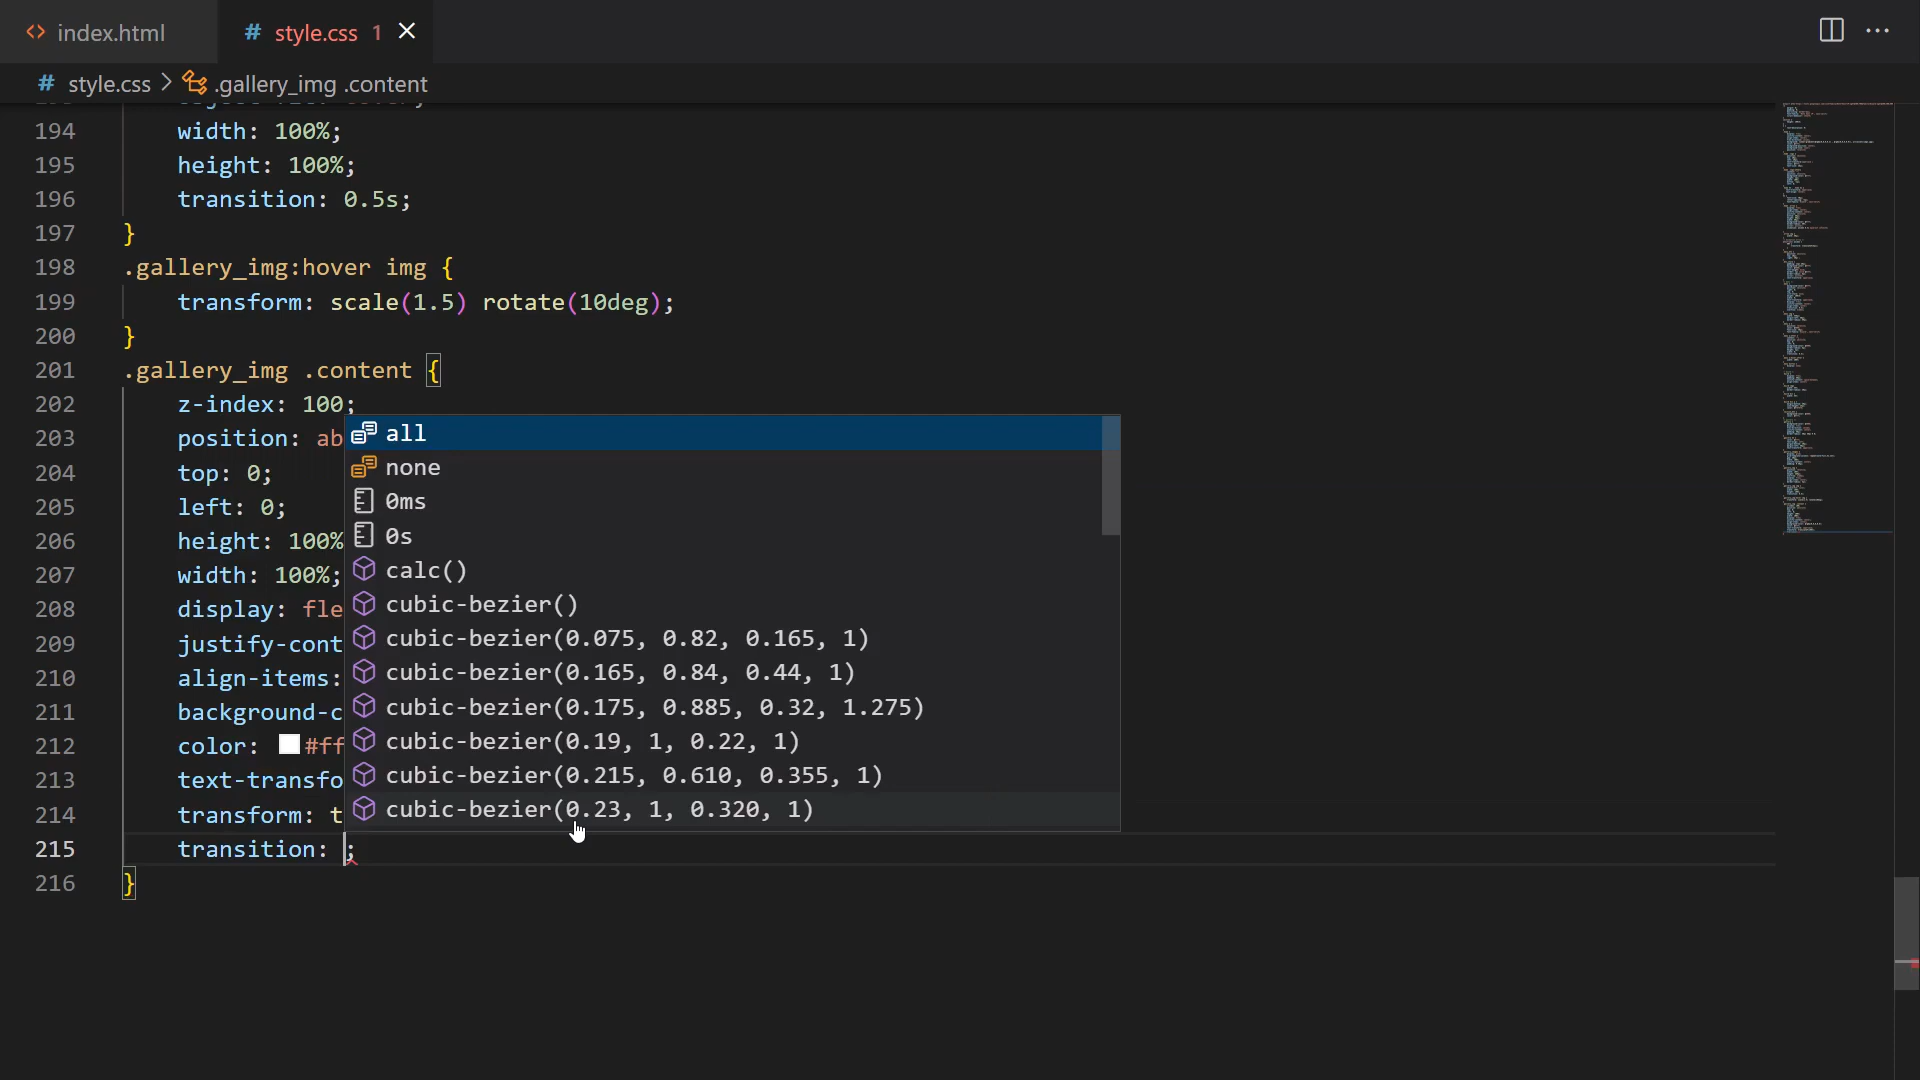 index.html
style.css 1
style.css > .gallery_img .content
194 width: 100%;
195 height: 100%;
196 transition: 0.5s;
197 }
198 .gallery_img:hover img {
199 transform: scale(1.5) rotate(10deg);
200 }
201 .gallery_img .content {
202 z-index: 100;
203 position: ab
204 top: 0;
205 left: 0;
206 height: 100%
207 width: 100%;
208 display: fle
209 justify-cont
210 align-items:
211 background-c
212 color: #ff
213 text-transfo
214 transform: t
215 transition: ;
216 }
all
none
0ms
0s
calc()
cubic-bezier()
cubic-bezier(0.075, 0.82, 0.165, 1)
cubic-bezier(0.165, 0.84, 0.44, 1)
cubic-bezier(0.175, 0.885, 0.32, 1.275)
cubic-bezier(0.19, 1, 0.22, 1)
cubic-bezier(0.215, 0.610, 0.355, 1)
cubic-bezier(0.23, 1, 0.320, 1)